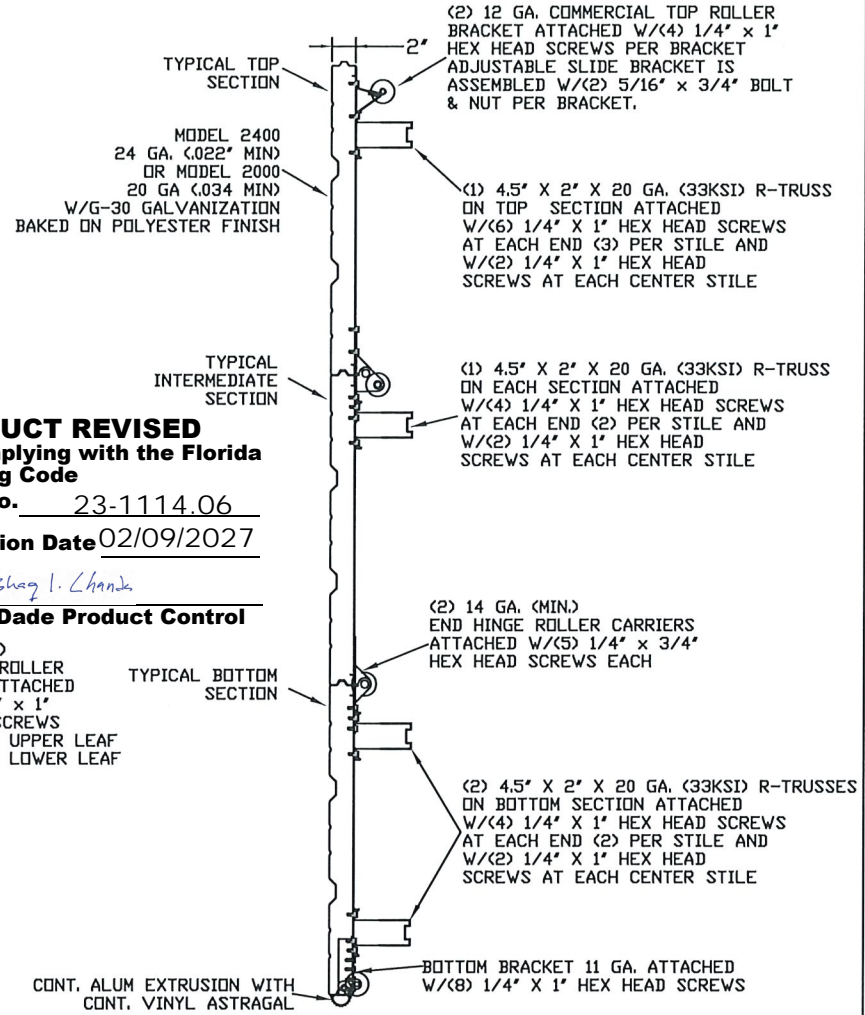 (2) 12 GA. COMMERCIAL TOP ROLLER
BRACKET ATTACHED W/(4) 1/4" x 1"
HEX HEAD SCREWS PER BRACKET
ADJUSTABLE SLIDE BRACKET IS
ASSEMBLED W/(2) 5/16" x 3/4" BOLT
& NUT PER BRACKET.
2"
TYPICAL TOP
SECTION
MODEL 2400
24 GA. (.022" MIN)
OR MODEL 2000
20 GA (.034 MIN)
W/G-30 GALVANIZATION
BAKED ON POLYESTER FINISH
(1) 4.5" X 2" X 20 GA. (33KSI) R-TRUSS
ON TOP SECTION ATTACHED
W/(6) 1/4" X 1" HEX HEAD SCREWS
AT EACH END (3) PER STILE AND
W/(2) 1/4" X 1" HEX HEAD
SCREWS AT EACH CENTER STILE
TYPICAL
INTERMEDIATE
SECTION
(1) 4.5" X 2" X 20 GA. (33KSI) R-TRUSS
ON EACH SECTION ATTACHED
W/(4) 1/4" X 1" HEX HEAD SCREWS
AT EACH END (2) PER STILE AND
W/(2) 1/4" X 1" HEX HEAD
SCREWS AT EACH CENTER STILE
UCT REVISED
plying with the Florida
g Code
o. 23-1114.06
ion Date 02/09/2027
Dade Product Control
ROLLER
TTACHED
" x 1"
CREWS
UPPER LEAF
LOWER LEAF
(2) 14 GA. (MIN.)
END HINGE ROLLER CARRIERS
ATTACHED W/(5) 1/4" x 3/4"
HEX HEAD SCREWS EACH
TYPICAL BOTTOM
SECTION
(2) 4.5" X 2" X 20 GA. (33KSI) R-TRUSSES
ON BOTTOM SECTION ATTACHED
W/(4) 1/4" X 1" HEX HEAD SCREWS
AT EACH END (2) PER STILE AND
W/(2) 1/4" X 1" HEX HEAD
SCREWS AT EACH CENTER STILE
BOTTOM BRACKET 11 GA. ATTACHED
W/(8) 1/4" X 1" HEX HEAD SCREWS
CONT. ALUM EXTRUSION WITH
CONT. VINYL ASTRAGAL